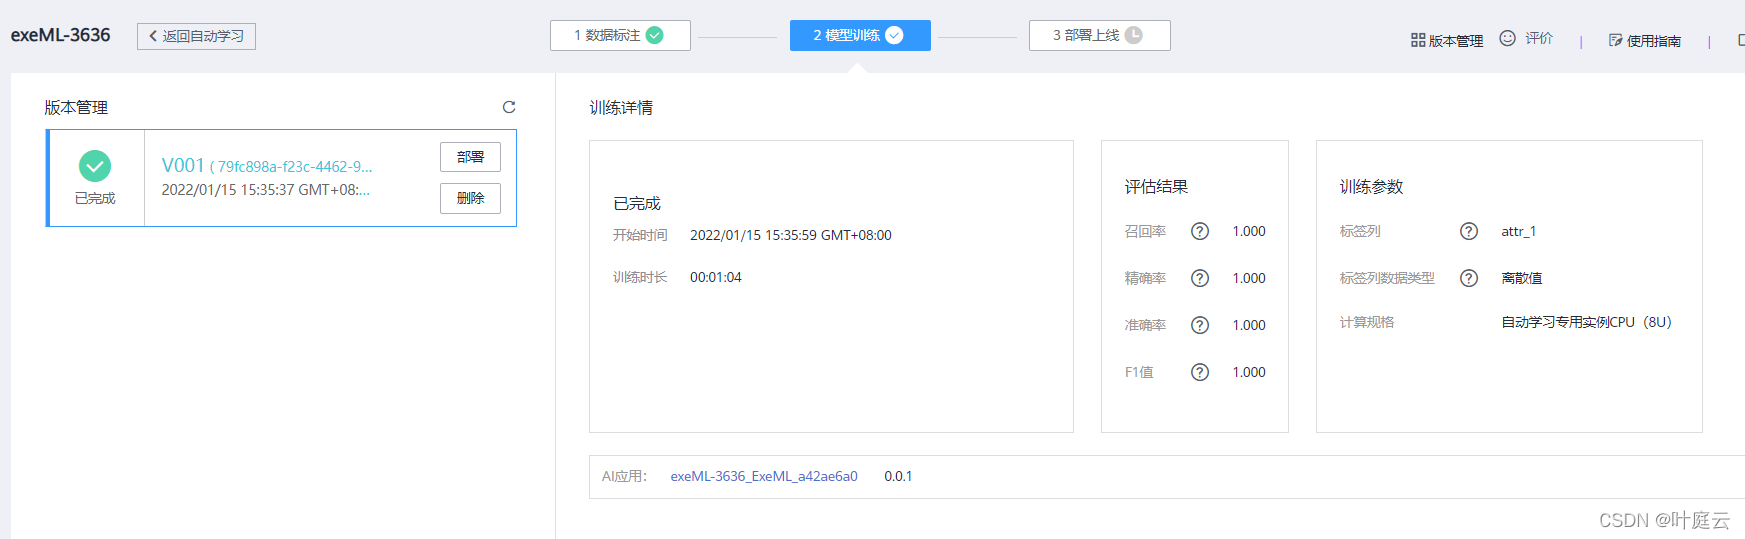 exeML-3636
返回自动学习
1 数据标注
2 模型训练
3 部署上线
版本管理
评价
使用指南
版本管理
已完成
V001 ( 79fc898a-f23c-4462-9...
2022/01/15 15:35:37 GMT+08:...
部署
删除
训练详情
已完成
开始时间 2022/01/15 15:35:59 GMT+08:00
训练时长 00:01:04
评估结果
召回率 1.000
精确率 1.000
准确率 1.000
F1值 1.000
训练参数
标签列 attr_1
标签列数据类型 离散值
计算规格 自动学习专用实例CPU（8U）
AI应用： exeML-3636_ExeML_a42ae6a0 0.0.1
CSDN @叶庭云